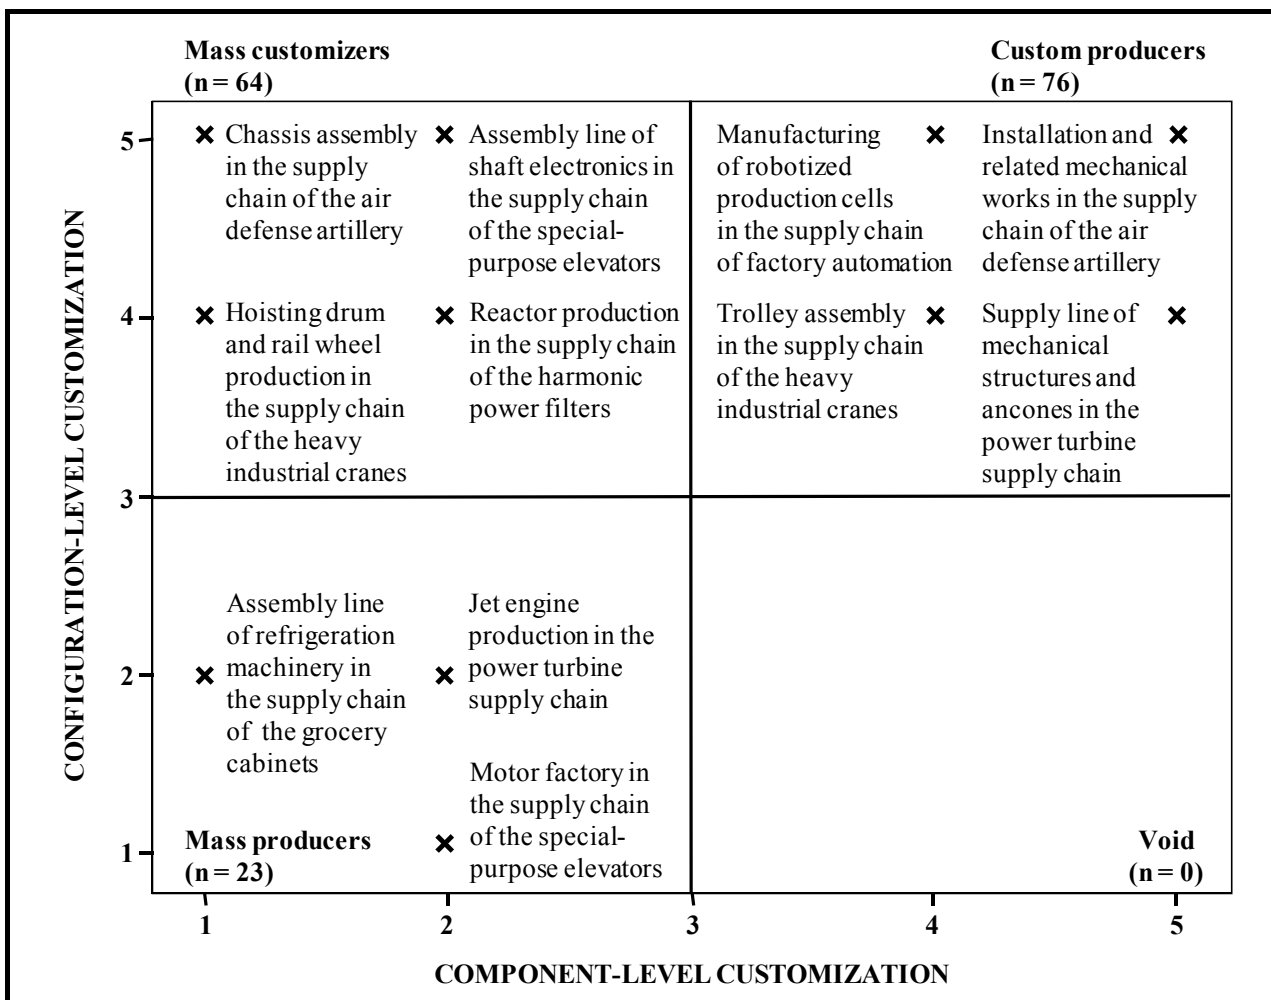 Mass customizers
(n = 64)
Custom producers
(n = 76)
CONFIGURATION-LEVEL CUSTOMIZATION
5
4
3
2
1
Chassis assembly
in the supply
chain of the air
defense artillery
Assembly line of
shaft electronics in
the supply chain
of the special-
purpose elevators
Manufacturing
of robotized
production cells
in the supply chain
of factory automation
Installation and
related mechanical
works in the supply
chain of the air
defense artillery
Hoisting drum
and rail wheel
production in
the supply chain
of the heavy
industrial cranes
Reactor production
in the supply chain
of the harmonic
power filters
Trolley assembly
in the supply chain
of the heavy
industrial cranes
Supply line of
mechanical
structures and
ancones in the
power turbine
supply chain
Assembly line
of refrigeration
machinery in
the supply chain
of the grocery
cabinets
Jet engine
production in the
power turbine
supply chain
Motor factory in
the supply chain
of the special-
purpose elevators
Mass producers
(n = 23)
Void
(n = 0)
1
2
3
4
5
COMPONENT-LEVEL CUSTOMIZATION